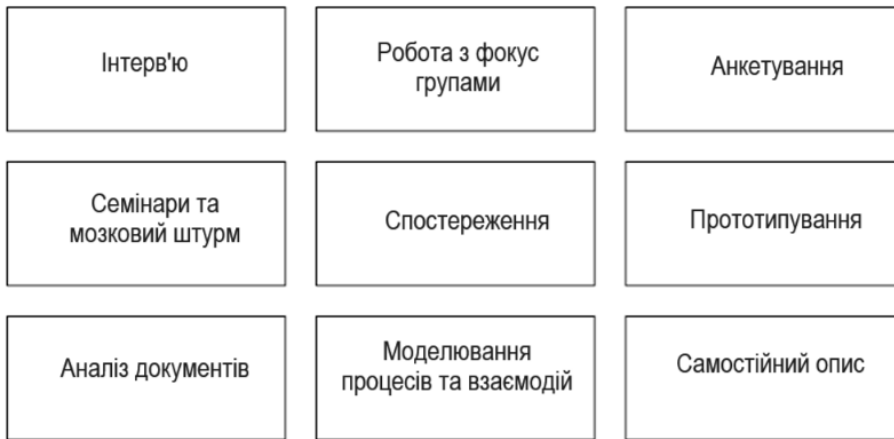 Інтерв'ю
Робота з фокус
групами
Анкетування
Семінари та
мозковий штурм
Спостереження
Прототипування
Аналіз документів
Моделювання
процесів та взаємодій
Самостійний опис